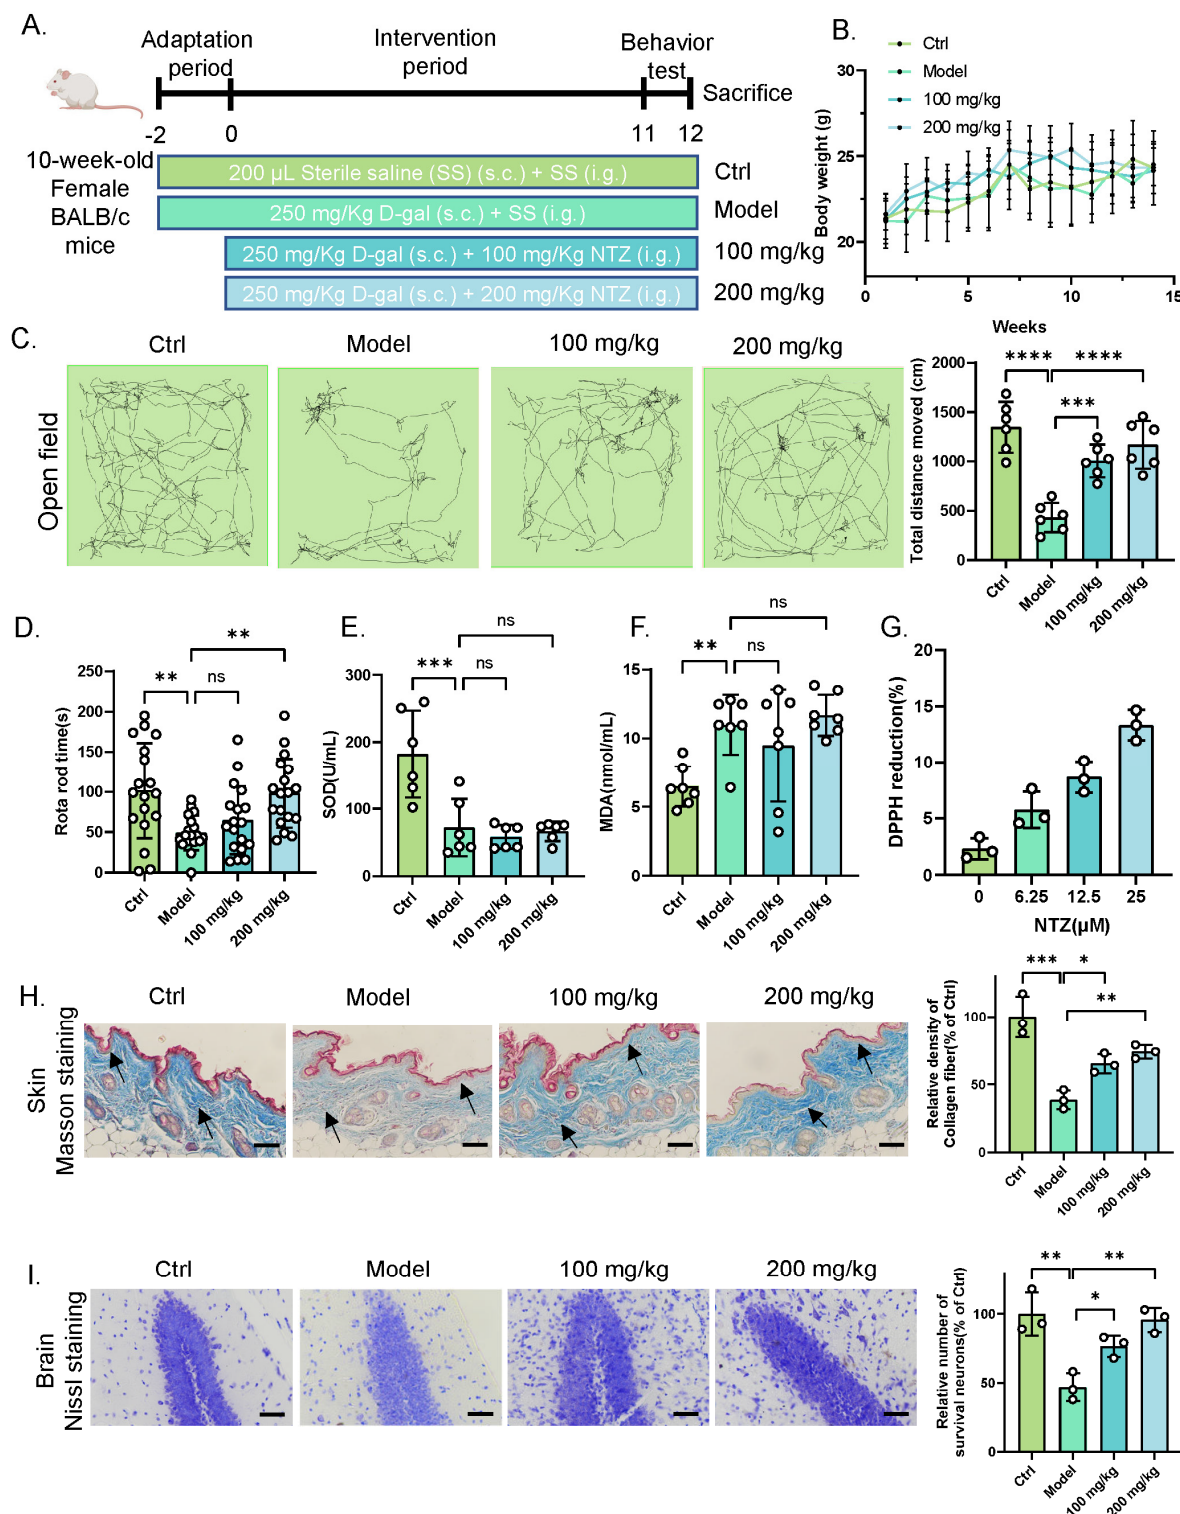 A.
Adaptation
period
Intervention
period
Behavior
test
Sacrifice
-2
0
11
12
10-week-old
Female
BALB/c
mice
200 µL Sterile saline (SS) (s.c.) + SS (i.g.)
Ctrl
250 mg/Kg D-gal (s.c.) + SS (i.g.)
Model
250 mg/Kg D-gal (s.c.) + 100 mg/Kg NTZ (i.g.)
100 mg/kg
250 mg/Kg D-gal (s.c.) + 200 mg/Kg NTZ (i.g.)
200 mg/kg
B.
Ctrl
Model
100 mg/kg
200 mg/kg
Body weight (g)
30
25
20
0
5
10
15
Weeks
C.
Ctrl
Model
100 mg/kg
200 mg/kg
Open field
Total distance moved (cm)
2000
1500
1000
500
0
****
****
***
Ctrl
Model
100 mg/kg
200 mg/kg
D.
Rota rod time(s)
250
200
150
100
50
0
**
**
ns
Ctrl
Model
100 mg/kg
200 mg/kg
E.
SOD(U/mL)
300
200
100
0
ns
***
ns
Ctrl
Model
100 mg/kg
200 mg/kg
F.
MDA(nmol/mL)
15
10
5
0
ns
**
ns
Ctrl
Model
100 mg/kg
200 mg/kg
G.
DPPH reduction(%)
20
15
10
5
0
0
6.25
12.5
25
NTZ(µM)
H.
Ctrl
Model
100 mg/kg
200 mg/kg
Skin
Masson staining
Relative density of
Collagen fiber(% of Ctrl)
100
50
0
***
*
**
Ctrl
Model
100 mg/kg
200 mg/kg
I.
Ctrl
Model
100 mg/kg
200 mg/kg
Brain
Nissl staining
Relative number of
survival neurons(% of Ctrl)
100
50
0
**
**
*
Ctrl
Model
100 mg/kg
200 mg/kg